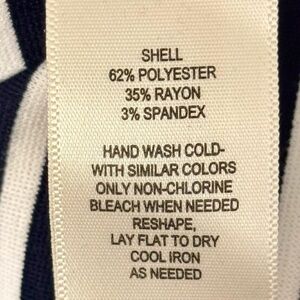 SHELL
62% POLYESTER
35% RAYON
3% SPANDEX
HAND WASH COLD-
WITH SIMILAR COLORS
ONLY NON-CHLORINE
BLEACH WHEN NEEDED
RESHAPE,
LAY FLAT TO DRY
COOL IRON
AS NEEDED